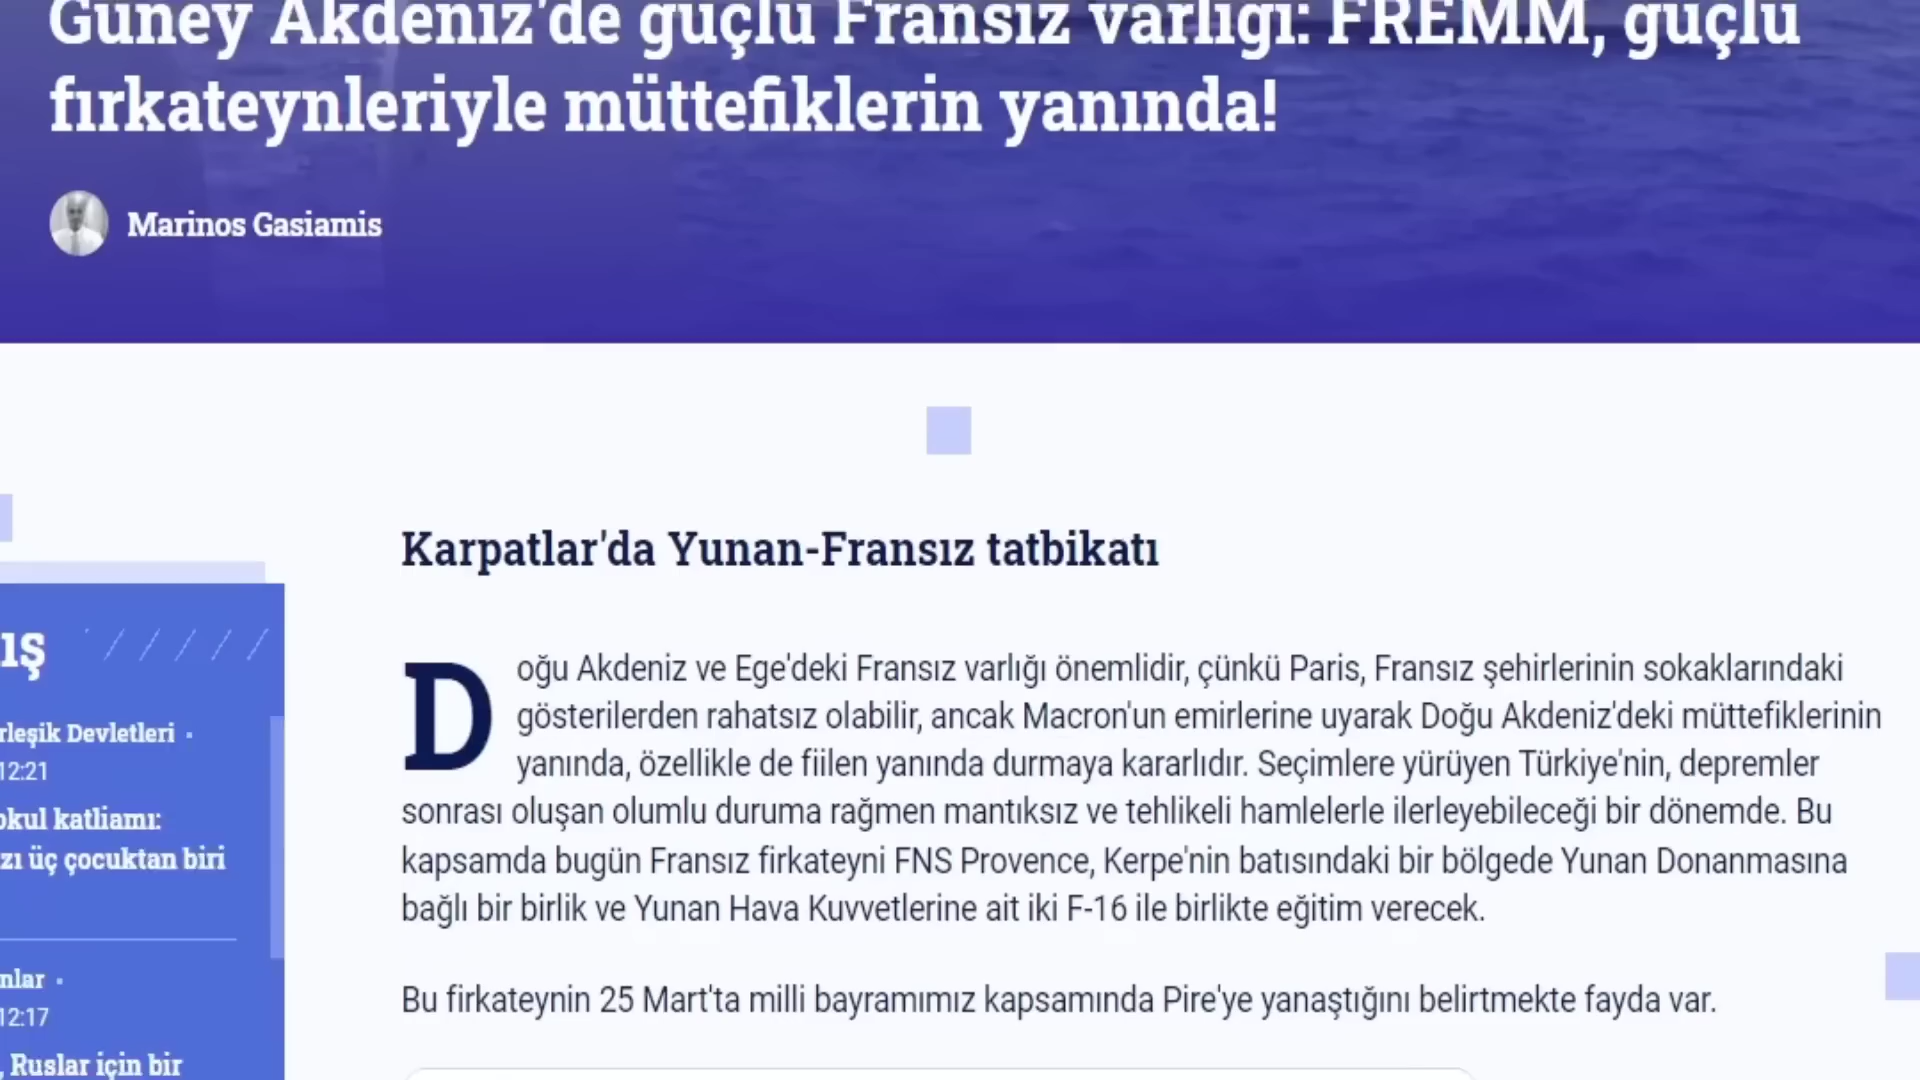 Güney Akdeniz'de güçlü Fransız varlığı: FREMM, güçlü
fırkateynleriyle müttefiklerin yanında!
Marinos Gasiamis
Karpatlar'da Yunan-Fransız tatbikatı
Doğu Akdeniz ve Ege'deki Fransız varlığı önemlidir, çünkü Paris, Fransız şehirlerinin sokaklarındaki
gösterilerden rahatsız olabilir, ancak Macron'un emirlerine uyarak Doğu Akdeniz'deki müttefiklerinin
yanında, özellikle de fiilen yanında durmaya kararlıdır. Seçimlere yürüyen Türkiye'nin, depremler
sonrası oluşan olumlu duruma rağmen mantıksız ve tehlikeli hamlelerle ilerleyebileceği bir dönemde. Bu
kapsamda bugün Fransız firkateyni FNS Provence, Kerpe'nin batısındaki bir bölgede Yunan Donanmasına
bağlı bir birlik ve Yunan Hava Kuvvetlerine ait iki F-16 ile birlikte eğitim verecek.
Bu firkateynin 25 Mart'ta milli bayramımız kapsamında Pire'ye yanaştığını belirtmekte fayda var.
ış
rleşik Devletleri
12:21
okul katliamı:
zı üç çocuktan biri
nlar
12:17
, Ruslar için bir